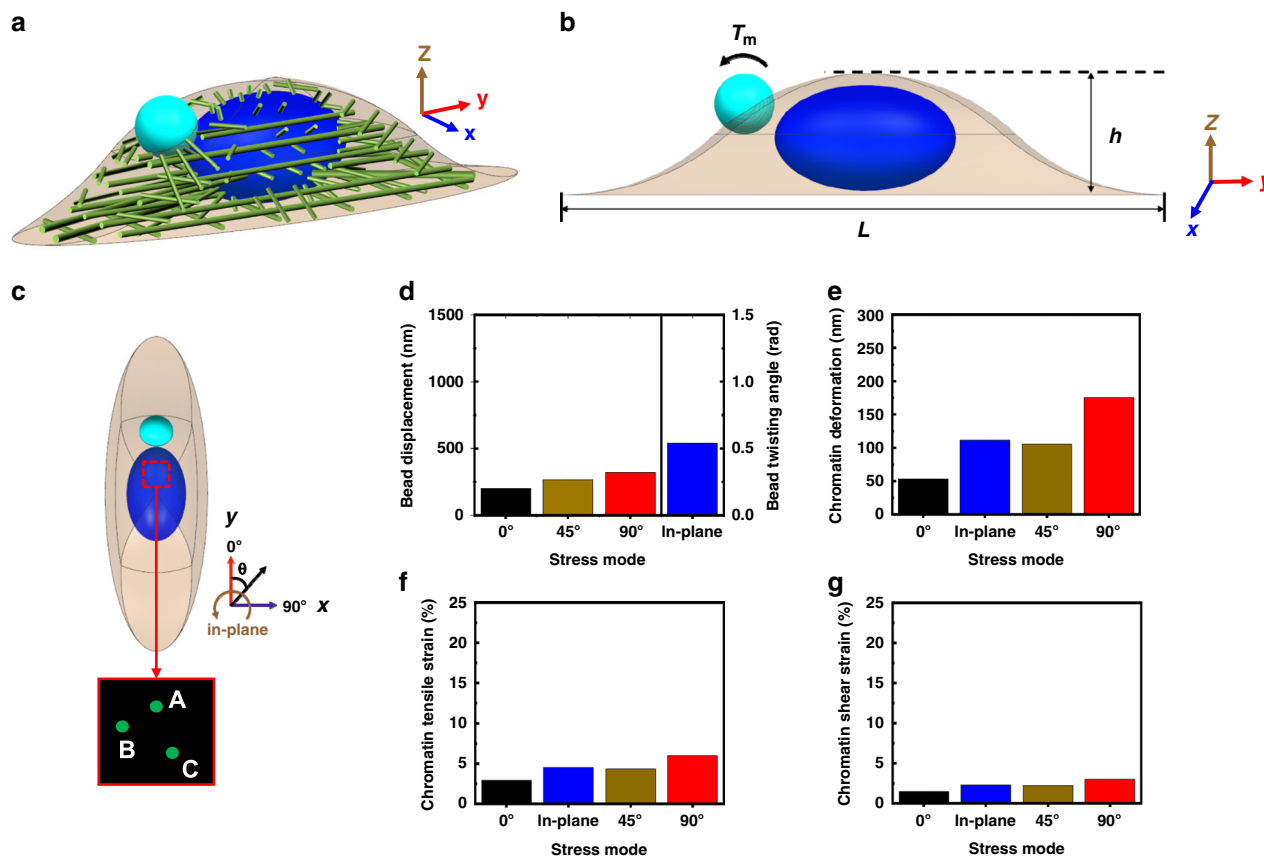 a
Z
y
x
b
T_m
h
L
Z
y
x
c
y
0°
θ
90° x
in-plane
A
B
C
d
Bead displacement (nm)
1500
1000
500
0
Bead twisting angle (rad)
1.5
1.0
0.5
0.0
0° 45° 90° In-plane
Stress mode
e
Chromatin deformation (nm)
300
250
200
150
100
50
0
0° In-plane 45° 90°
Stress mode
f
Chromatin tensile strain (%)
25
20
15
10
5
0
0° In-plane 45° 90°
Stress mode
g
Chromatin shear strain (%)
25
20
15
10
5
0
0° In-plane 45° 90°
Stress mode